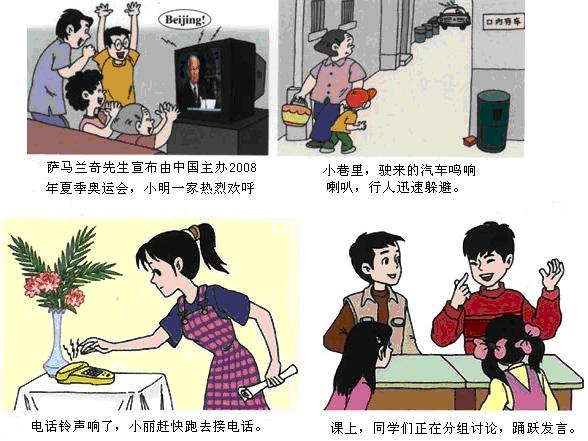 Beijing!
口内存车
萨马兰奇先生宣布由中国主办2008
年夏季奥运会，小明一家热烈欢呼
小巷里，驶来的汽车鸣响
喇叭，行人迅速躲避。
电话铃声响了，小丽赶快跑去接电话。
课上，同学们正在分组讨论，踊跃发言。